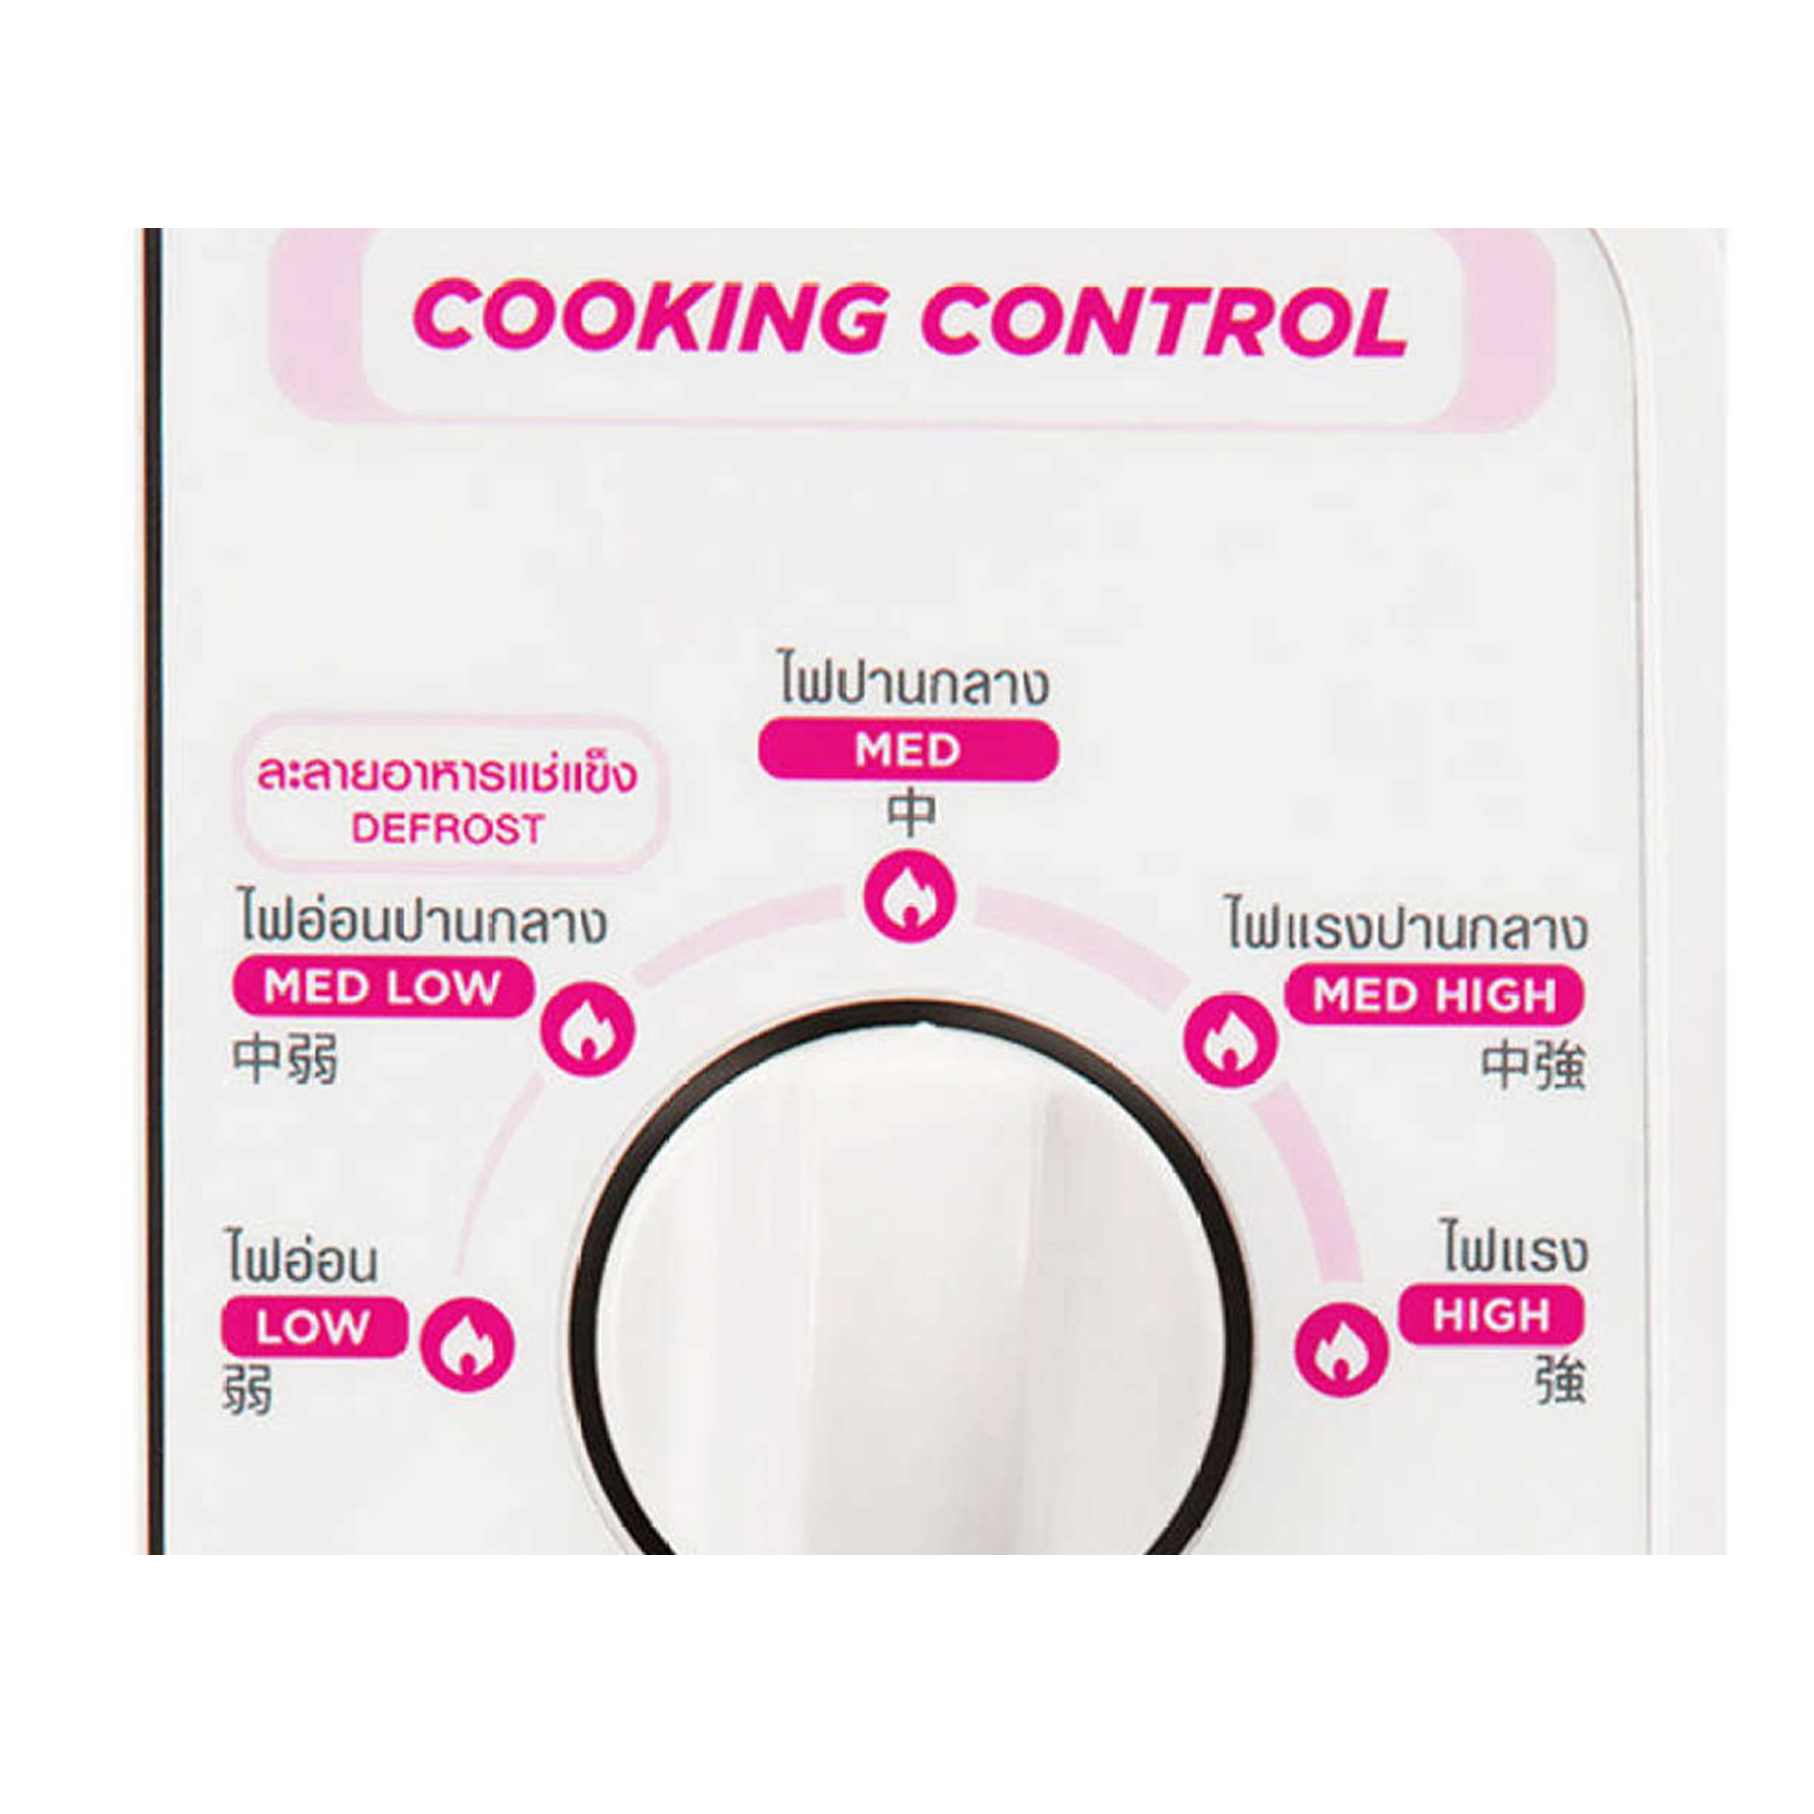 COOKING CONTROL
ไฟปานกลาง
MED
中
ละลายอาหารแช่แข็ง
DEFROST
ไฟอ่อนปานกลาง
MED LOW
中弱
ไฟแรงปานกลาง
MED HIGH
中強
ไฟอ่อน
LOW
弱
ไฟแรง
HIGH
強